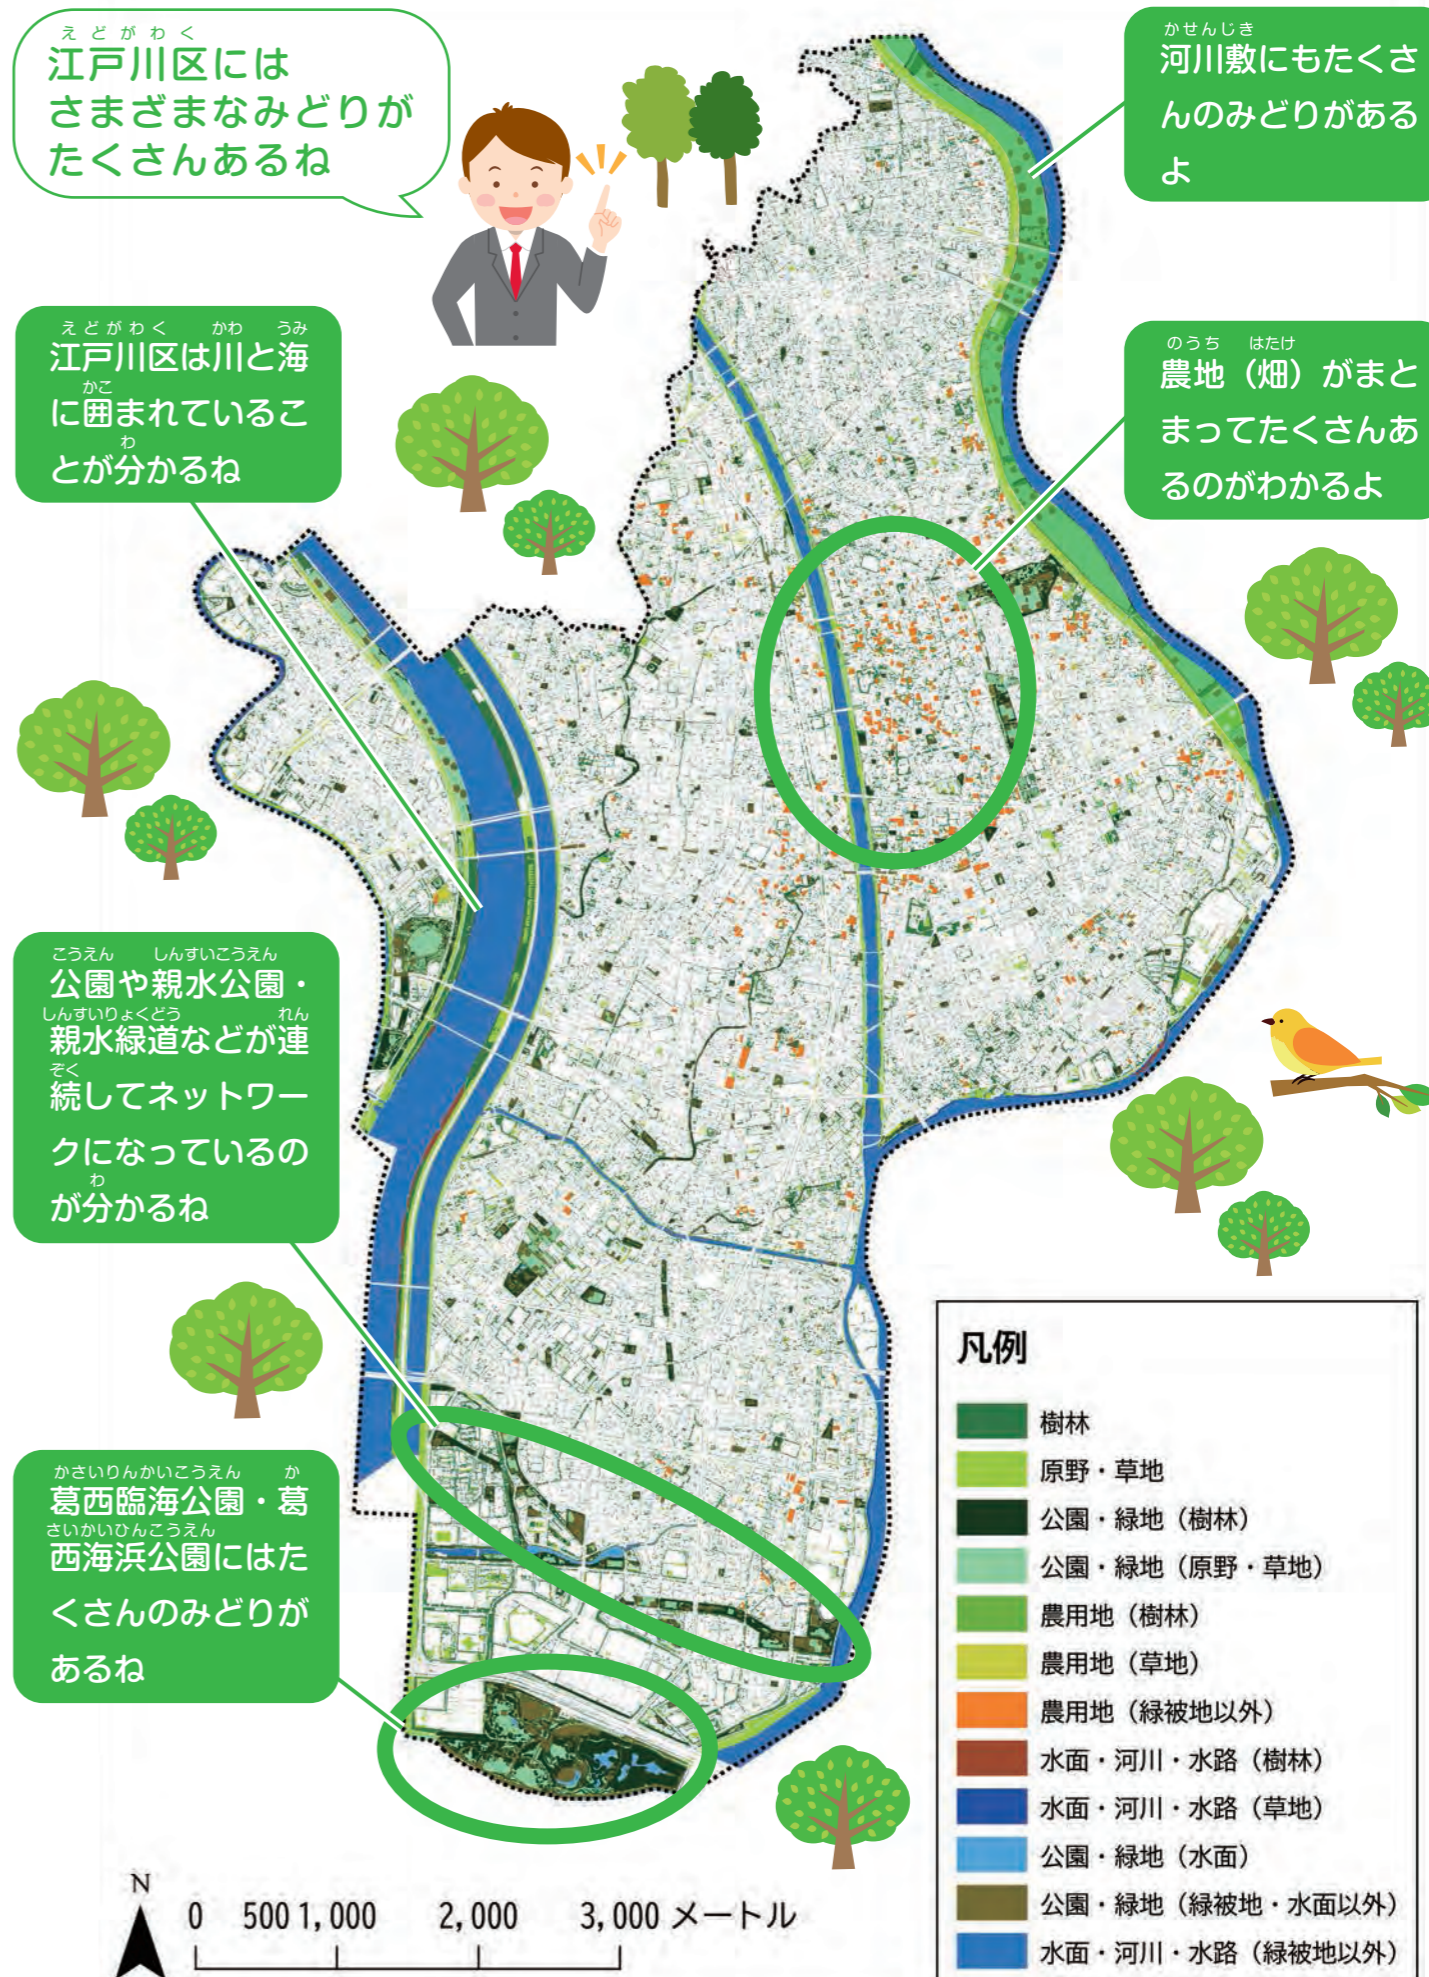 えどがわく
江戸川区には
さまざまなみどりが
たくさんあるね
かせんじき
河川敷にもたくさ
んのみどりがある
よ
えどがわく かわ うみ
江戸川区は川と海
かこ
に囲まれているこ
わ
とが分かるね
のうち はたけ
農地（畑）がまと
まってたくさんあ
るのがわかるよ
こうえん しんすいこうえん
公園や親水公園・
しんすいりょくどう れん
親水緑道などが連
ぞく
続してネットワー
クになっているの
わ
が分かるね
かさいりんかいこうえん か
葛西臨海公園・葛
さいかいひんこうえん
西海浜公園にはた
くさんのみどりが
あるね
凡例
樹林
原野・草地
公園・緑地（樹林）
公園・緑地（原野・草地）
農用地（樹林）
農用地（草地）
農用地（緑被地以外）
水面・河川・水路（樹林）
水面・河川・水路（草地）
公園・緑地（水面）
公園・緑地（緑被地・水面以外）
水面・河川・水路（緑被地以外）
N
0 500 1,000 2,000 3,000 メートル